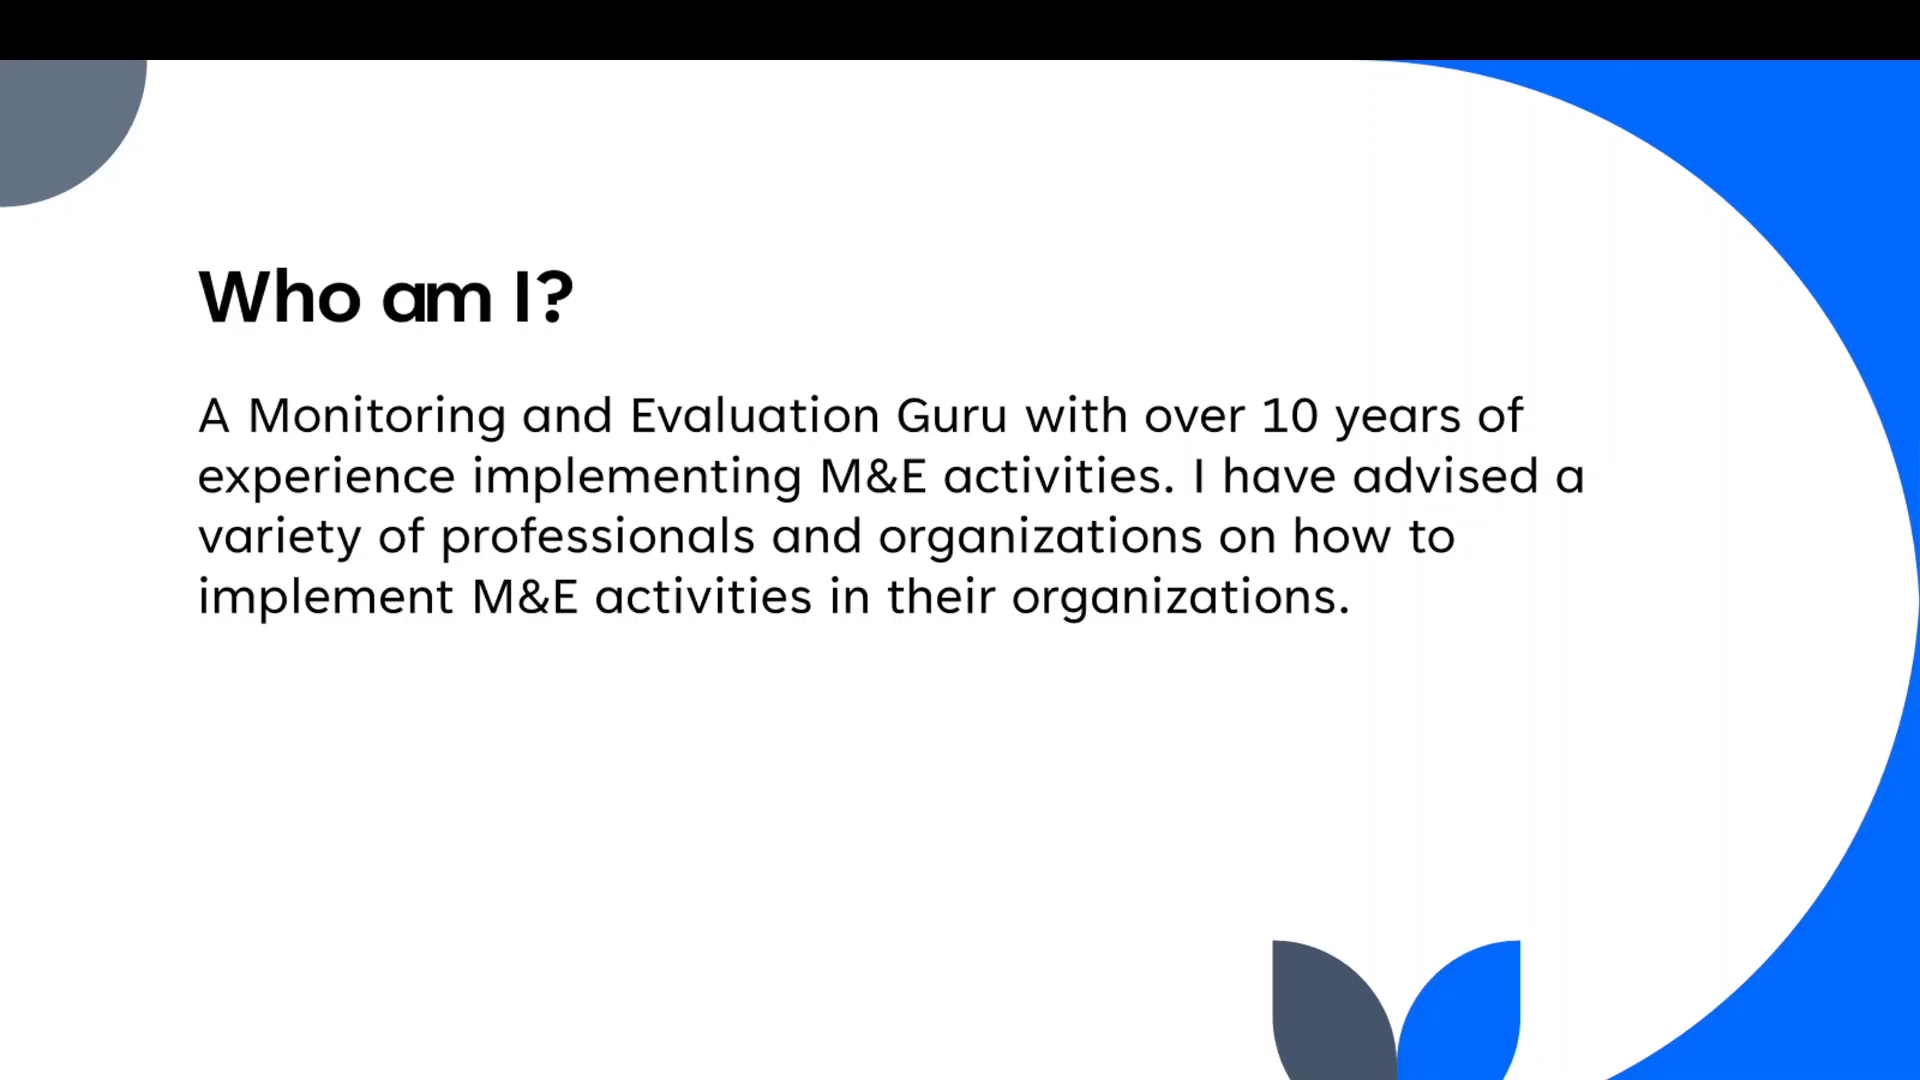 Who am I?
A Monitoring and Evaluation Guru with over 10 years of
experience implementing M&E activities. I have advised a
variety of professionals and organizations on how to
implement M&E activities in their organizations.